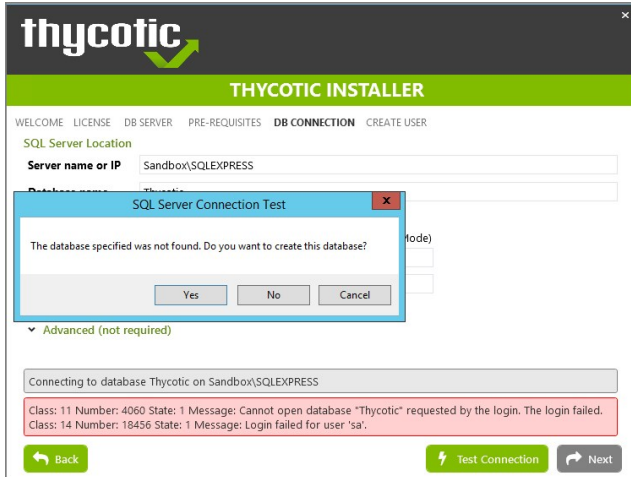 thycotic
×
THYCOTIC INSTALLER
WELCOME LICENSE DB SERVER PRE-REQUISITES DB CONNECTION CREATE USER
SQL Server Location
Server name or IP Sandbox\SQLEXPRESS
Database name Thycotic
SQL Server Connection Test x
The database specified was not found. Do you want to create this database?
Mode)
Yes No Cancel
Advanced (not required)
Connecting to database Thycotic on Sandbox\SQLEXPRESS
Class: 11 Number: 4060 State: 1 Message: Cannot open database "Thycotic" requested by the login. The login failed.
Class: 14 Number: 18456 State: 1 Message: Login failed for user 'sa'.
Back Test Connection Next